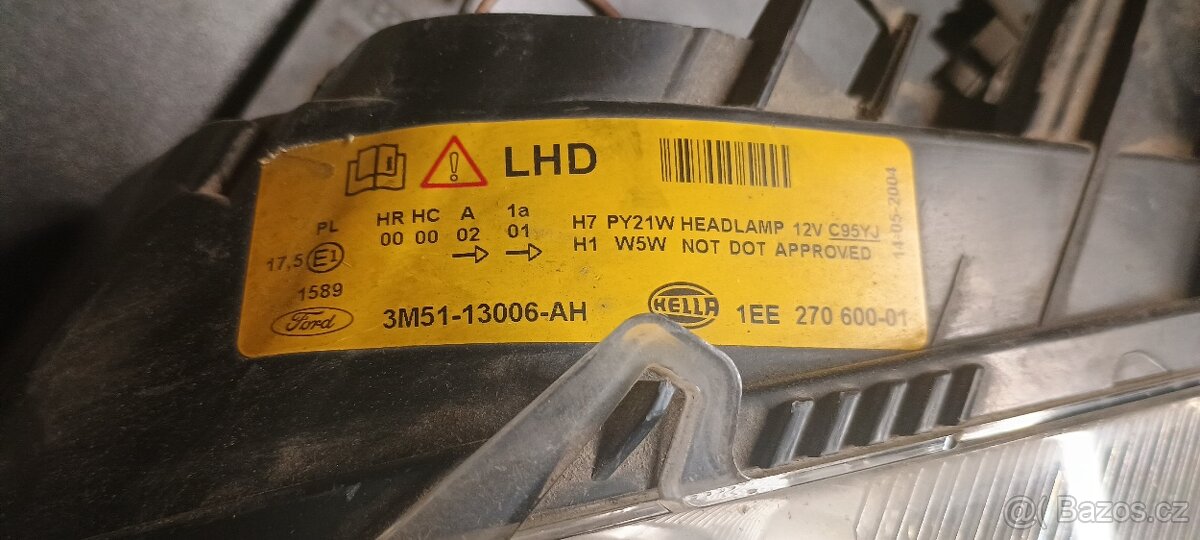 LHD
PL HR HC A 1a H7 PY21W HEADLAMP 12V C95YJ
17,5 E1 00 00 02 01 H1 W5W NOT DOT APPROVED
1589
Ford 3M51-13006-AH HELLA 1EE 270 600-01
14-05-2004
@( Bazos.cz